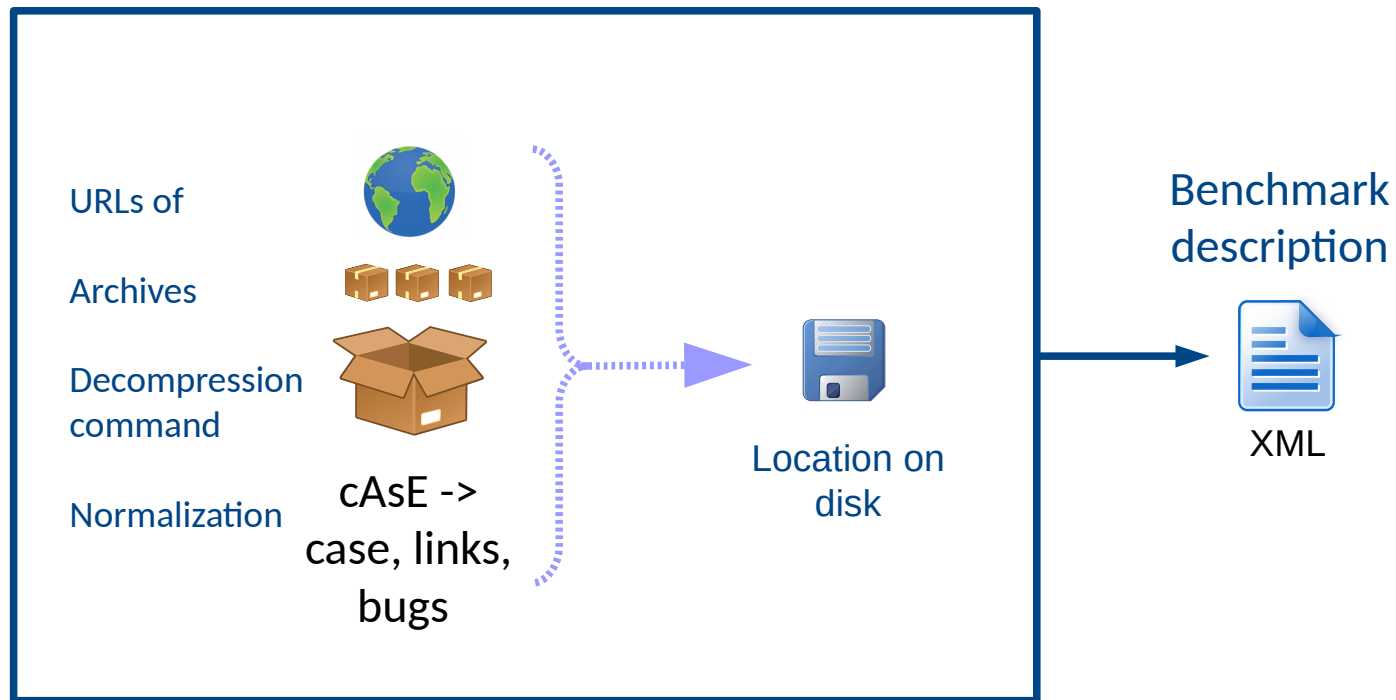 URLs of
Archives
Decompression
command
Normalization
cAsE ->
case, links,
bugs
Location on
disk
Benchmark
description
XML